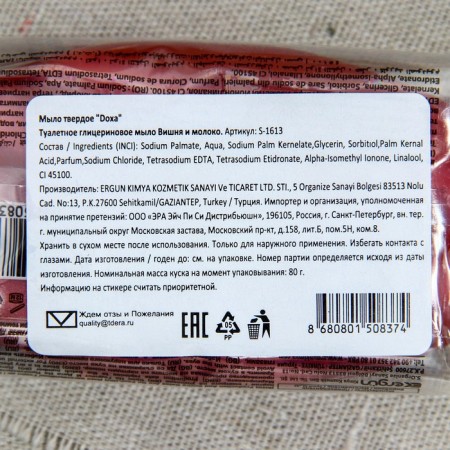 Мыло твердое "Doxa"
Туалетное глицериновое мыло Вишня и молоко. Артикул: S-1613
Состав / Ingredients (INCI): Sodium Palmate, Aqua, Sodium Palm Kernelate,Glycerin, Sorbitol,Palm Kernal
Acid,Parfum,Sodium Chloride, Tetrasodium EDTA, Tetrasodium Etidronate, Alpha-Isomethyl Ionone, Linalool,
CI 45100.
Производитель: ERGUN KIMYA KOZMETIK SANAYI Ve TICARET LTD. STI., 5 Organize Sanayi Bolgesi 83513 Nolu
Cad. No:13, P.K.27600 Sehitkamil/GAZIANTEP, Turkey / Турция. Импортер и организация, уполномоченная
на принятие претензий: ООО «ЭРА Эйч Пи Си Дистрибьюшн», 196105, Россия, г. Санкт-Петербург, вн. тер.
г. муниципальный округ Московская застава, Московский пр-кт, д.158, лит.Б, пом.5Н, ком.8.
Хранить в сухом месте после использования. Только для наружного применения. Избегать контакта с
глазами. Дата изготовления / годен до: см. на упаковке. Номер партии определяется исходя из даты
изготовления. Номинальная масса куска на момент упаковывания: 80 г.
Информацию на стикере считать приоритетной.
Ждем отзы и Пожелания
quality@tdera.ru
EAC
05
PP
8 680801 508374